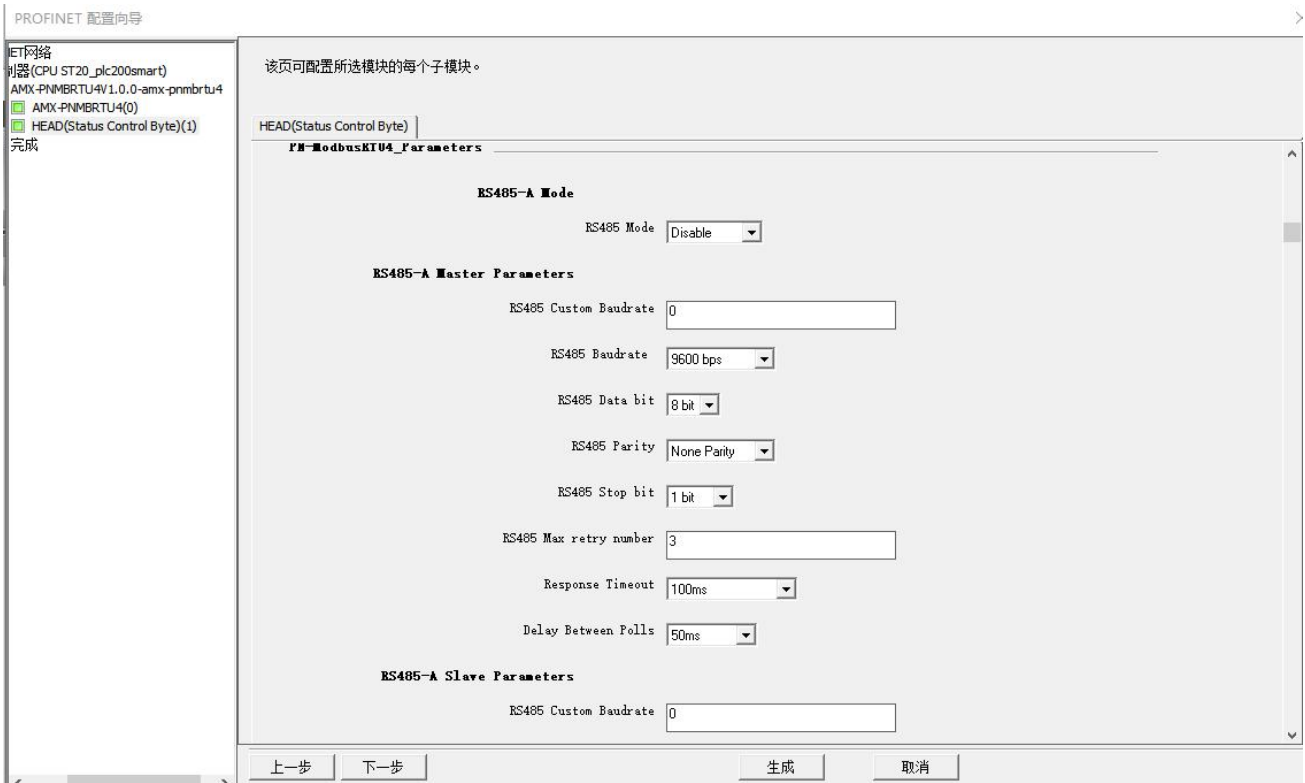 PROFINET 配置向导
ET网络
制器(CPU ST20_plc200smart)
AMX-PNMBRTU4V1.0.0-amx-pnmbrtu4
AMX-PNMBRTU4(0)
HEAD(Status Control Byte)(1)
完成
该页可配置所选模块的每个子模块。
HEAD(Status Control Byte)
PN-ModbusRTU4_Parameters
RS485-A Mode
RS485 Mode Disable
RS485-A Master Parameters
RS485 Custom Baudrate 0
RS485 Baudrate 9600 bps
RS485 Data bit 8 bit
RS485 Parity None Parity
RS485 Stop bit 1 bit
RS485 Max retry number 3
Response Timeout 100ms
Delay Between Polls 50ms
RS485-A Slave Parameters
RS485 Custom Baudrate 0
上一步 下一步 生成 取消